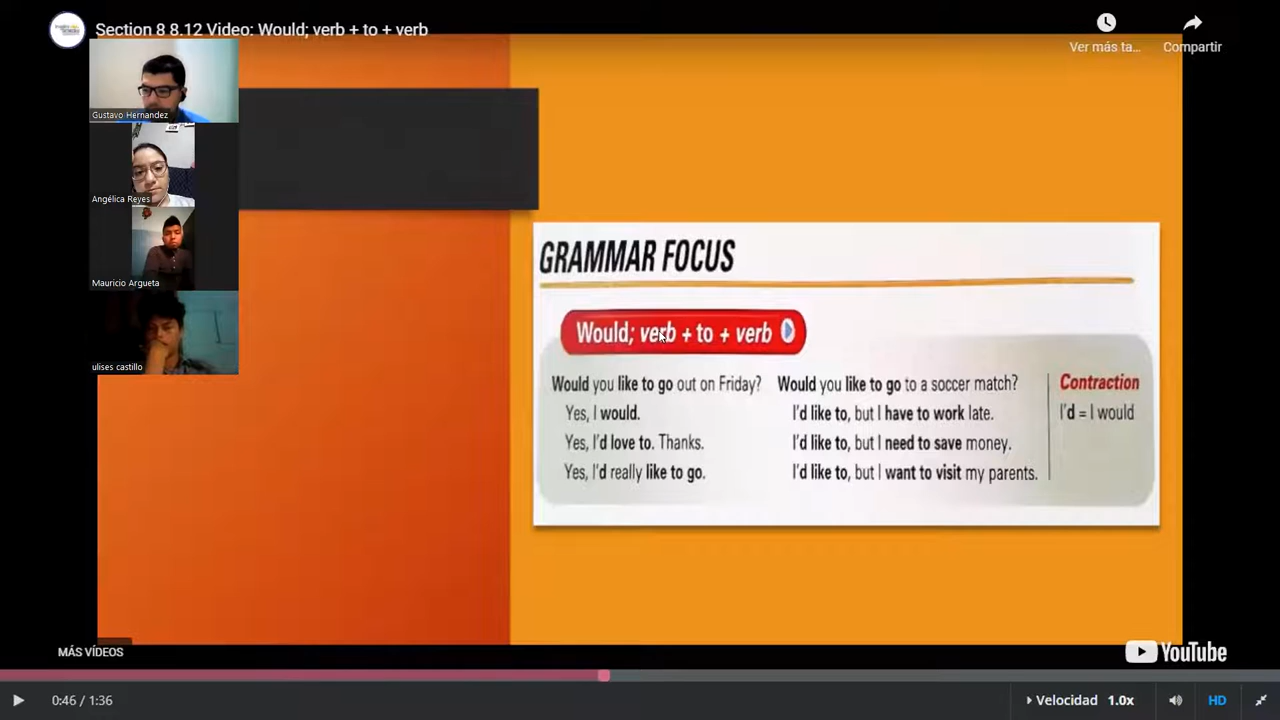 Section 8 8.12 Video: Would; verb + to + verb
Ver más ta...
Compartir
Gustavo Hernandez
Angélica Reyes
Mauricio Argueta
ulises castillo
GRAMMAR FOCUS
Would; verb + to + verb
Would you like to go out on Friday?
Yes, I would.
Yes, I'd love to. Thanks.
Yes, I'd really like to go.
Would you like to go to a soccer match?
I'd like to, but I have to work late.
I'd like to, but I need to save money.
I'd like to, but I want to visit my parents.
Contraction
I'd = I would
MÁS VÍDEOS
YouTube
0:46 / 1:36
Velocidad 1.0x
HD